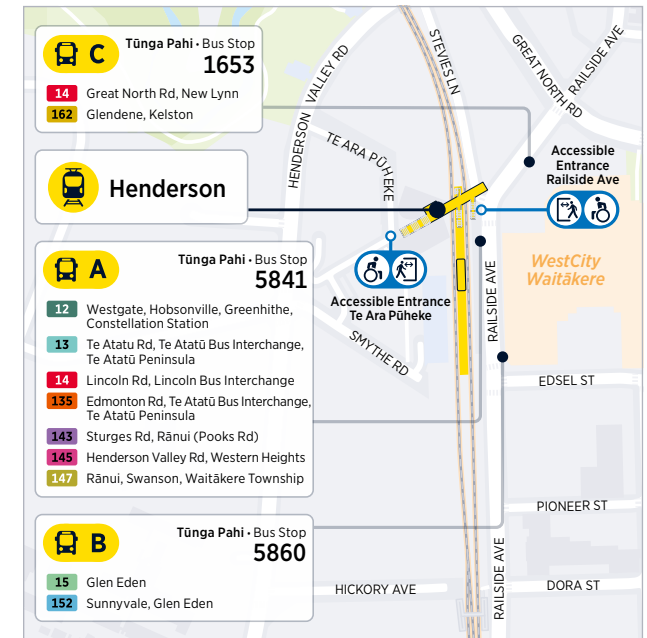 C
Tūnga Pahi • Bus Stop
1653
14 Great North Rd, New Lynn
162 Glendene, Kelston
Henderson
A
Tūnga Pahi • Bus Stop
5841
12 Westgate, Hobsonville, Greenhithe,
Constellation Station
13 Te Atatu Rd, Te Atatū Bus Interchange,
Te Atatū Peninsula
14 Lincoln Rd, Lincoln Bus Interchange
135 Edmonton Rd, Te Atatū Bus Interchange,
Te Atatū Peninsula
143 Sturges Rd, Rānui (Pooks Rd)
145 Henderson Valley Rd, Western Heights
147 Rānui, Swanson, Waitākere Township
B
Tūnga Pahi • Bus Stop
5860
15 Glen Eden
152 Sunnyvale, Glen Eden
HENDERSON VALLEY RD
STEVIES LN
GREAT NORTH RD
RAILSIDE AVE
TE ARA PŪHEKE
Accessible
Entrance
Railside Ave
WestCity
Waitākere
Accessible Entrance
Te Ara Pūheke
RAILSIDE AVE
SMYTHE RD
EDSEL ST
PIONEER ST
RAILSIDE AVE
HICKORY AVE
DORA ST